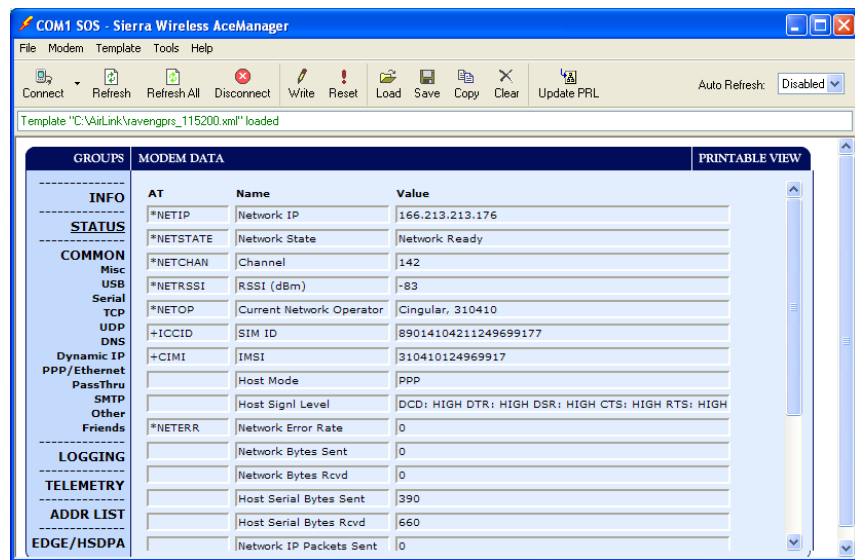 COM1 SOS - Sierra Wireless AceManager
File Modem Template Tools Help
Connect Refresh Refresh All Disconnect Write Reset Load Save Copy Clear Update PRL Auto Refresh: Disabled
Template "C:\AirLink\ravengprs_115200.xml" loaded
GROUPS MODEM DATA PRINTABLE VIEW
INFO
STATUS
COMMON
Misc
USB
Serial
TCP
UDP
DNS
Dynamic IP
PPP/Ethernet
PassThru
SMTP
Other
Friends
LOGGING
TELEMETRY
ADDR LIST
EDGE/HSDPA
AT Name Value
*NETIP Network IP 166.213.213.176
*NETSTATE Network State Network Ready
*NETCHAN Channel 142
*NETRSSI RSSI (dBm) -83
*NETOP Current Network Operator Cingular, 310410
+ICCID SIM ID 89014104211249699177
+CIMI IMSI 310410124969917
Host Mode PPP
Host Signl Level DCD: HIGH DTR: HIGH DSR: HIGH CTS: HIGH RTS: HIGH
*NETERR Network Error Rate 0
Network Bytes Sent 0
Network Bytes Rcvd 0
Host Serial Bytes Sent 390
Host Serial Bytes Rcvd 660
Network IP Packets Sent 0